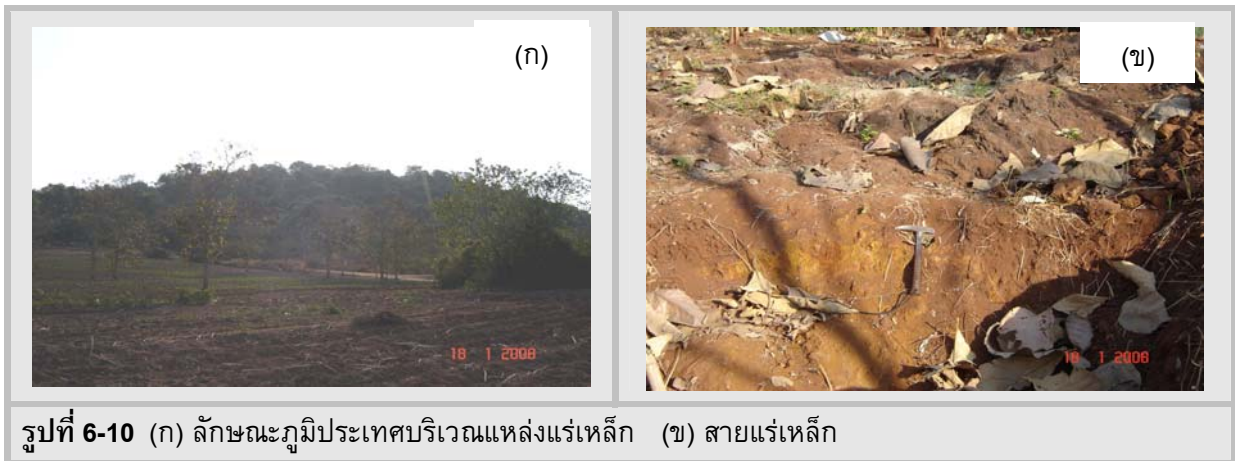 (ก)
(ข)
18 1 2008
18 1 2008
รูปที่ 6-10 (ก) ลักษณะภูมิประเทศบริเวณแหล่งแร่เหล็ก (ข) สายแร่เหล็ก